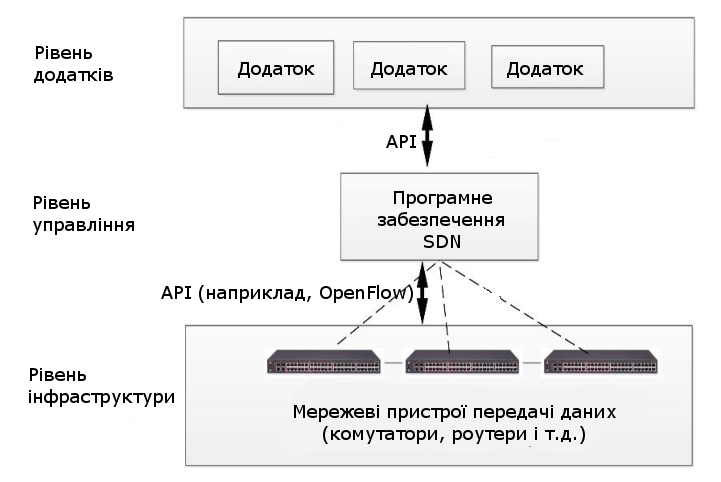 Рівень
додатків
Додаток
Додаток
Додаток
API
Рівень
управління
Програмне
забезпечення
SDN
API (наприклад, OpenFlow)
Рівень
інфраструктури
Мережеві пристрої передачі даних
(комутатори, роутери і т.д.)